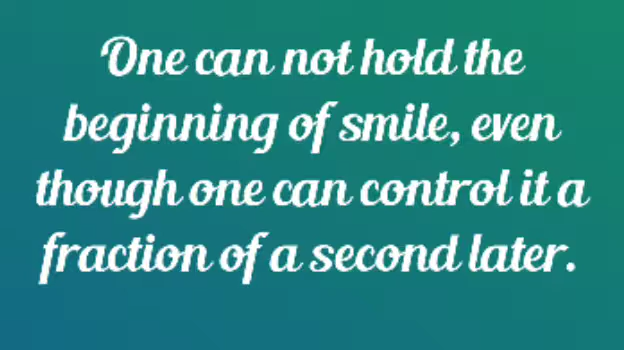 One can not hold the
beginning of smile, even
though one can control it a
fraction of a second later.